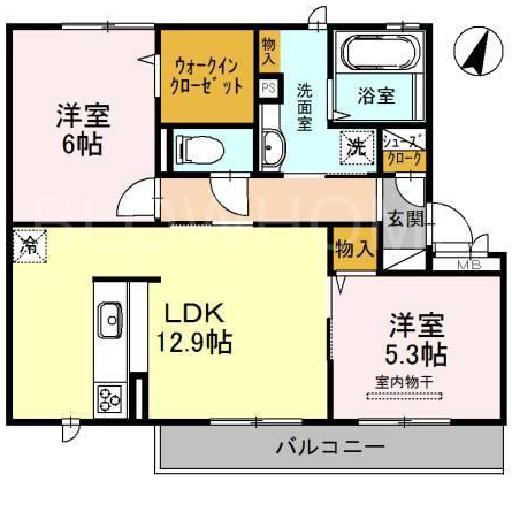 洋室
6帖
ウォークイン
クローゼット
物入
PS
洗面室
浴室
洗
シューズ
クローク
玄関
MB
冷
物入
LDK
12.9帖
洋室
5.3帖
室内物干
バルコニー